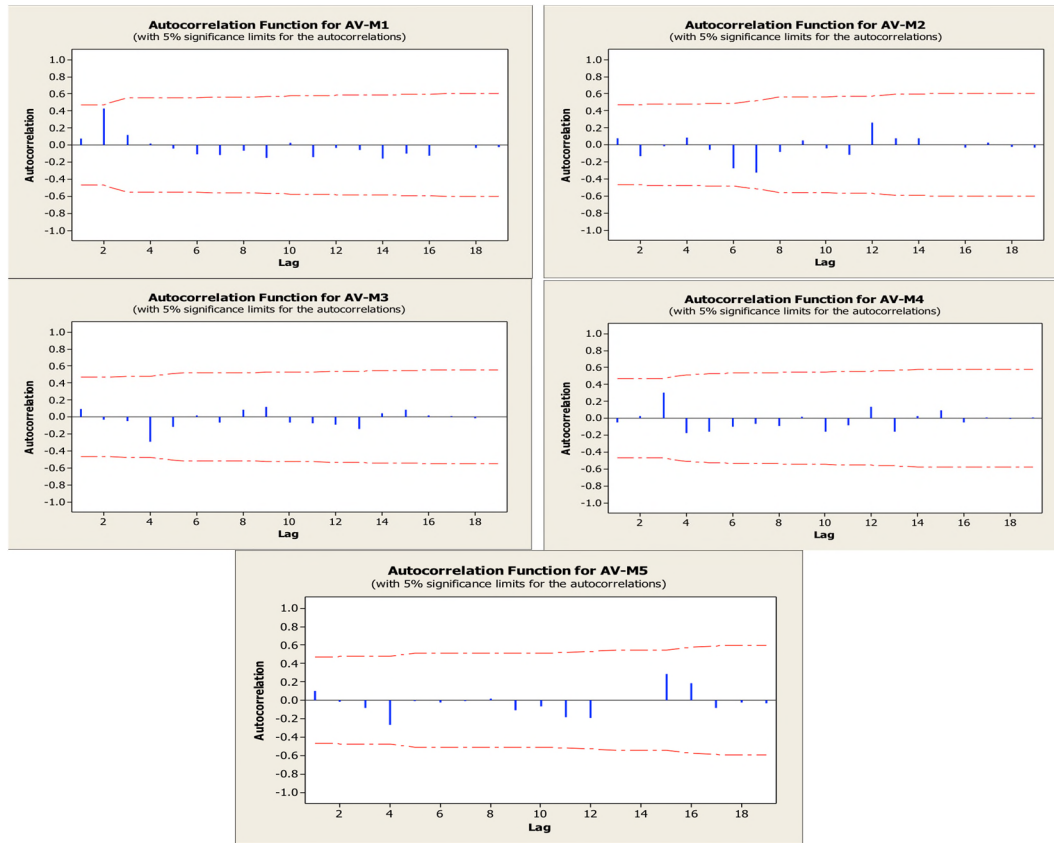 Autocorrelation Function for AV-M1
(with 5% significance limits for the autocorrelations)
Autocorrelation
1.0
0.8
0.6
0.4
0.2
0.0
-0.2
-0.4
-0.6
-0.8
-1.0
2 4 6 8 10 12 14 16 18
Lag
Autocorrelation Function for AV-M2
(with 5% significance limits for the autocorrelations)
Autocorrelation
1.0
0.8
0.6
0.4
0.2
0.0
-0.2
-0.4
-0.6
-0.8
-1.0
2 4 6 8 10 12 14 16 18
Lag
Autocorrelation Function for AV-M3
(with 5% significance limits for the autocorrelations)
Autocorrelation
1.0
0.8
0.6
0.4
0.2
0.0
-0.2
-0.4
-0.6
-0.8
-1.0
2 4 6 8 10 12 14 16 18
Lag
Autocorrelation Function for AV-M4
(with 5% significance limits for the autocorrelations)
Autocorrelation
1.0
0.8
0.6
0.4
0.2
0.0
-0.2
-0.4
-0.6
-0.8
-1.0
2 4 6 8 10 12 14 16 18
Lag
Autocorrelation Function for AV-M5
(with 5% significance limits for the autocorrelations)
Autocorrelation
1.0
0.8
0.6
0.4
0.2
0.0
-0.2
-0.4
-0.6
-0.8
-1.0
2 4 6 8 10 12 14 16 18
Lag